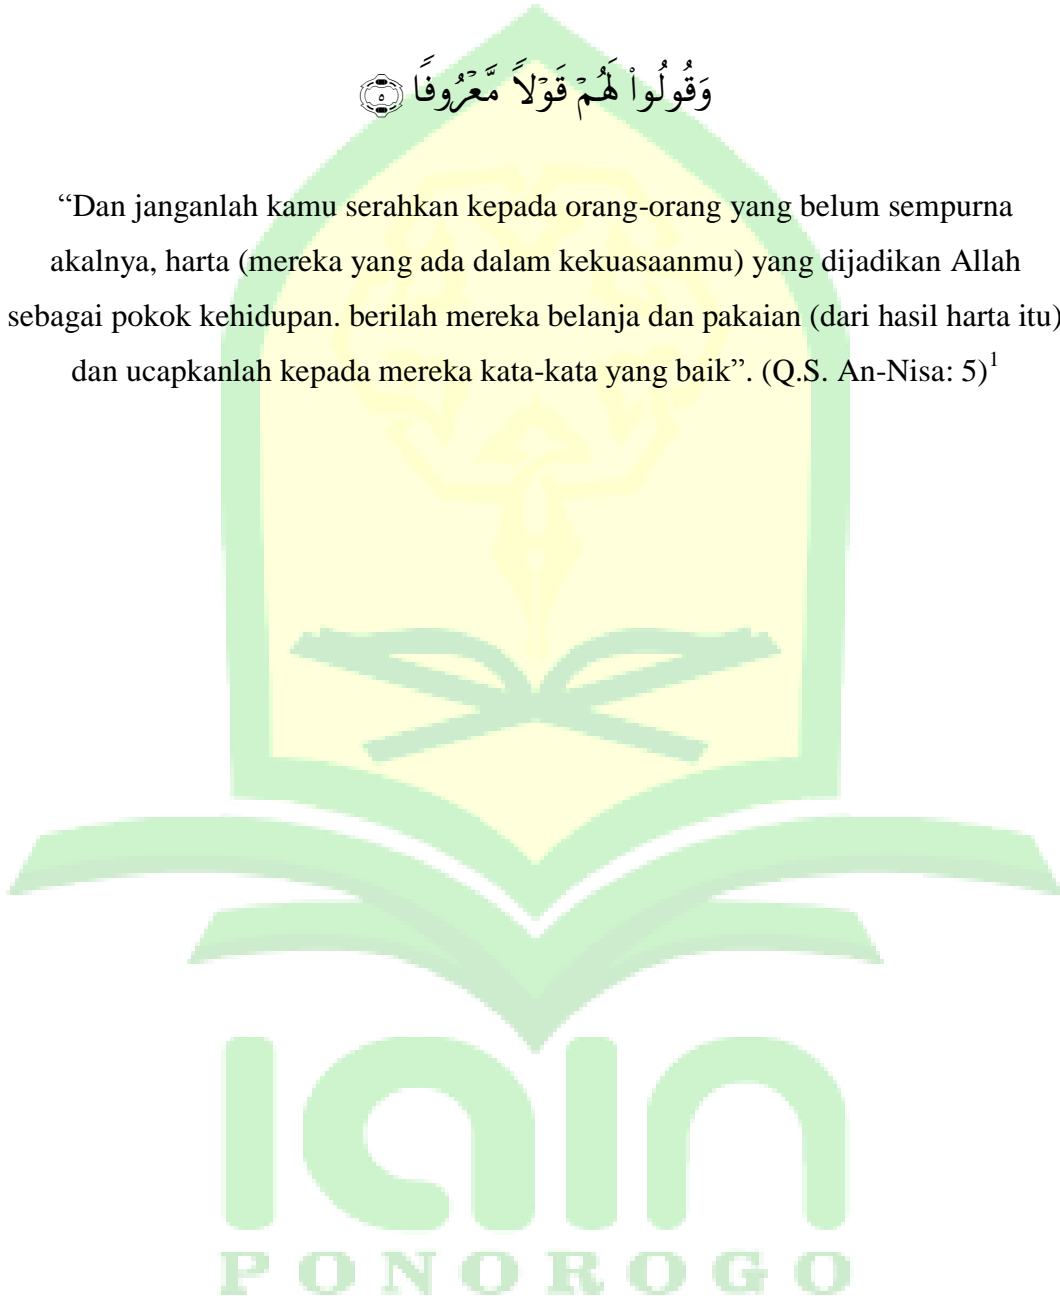 وَقُولُوا۟ لَهُمۡ قَوۡلاً مَّعۡرُوفًا ۝٥
“Dan janganlah kamu serahkan kepada orang-orang yang belum sempurna
akalnya, harta (mereka yang ada dalam kekuasaanmu) yang dijadikan Allah
sebagai pokok kehidupan. berilah mereka belanja dan pakaian (dari hasil harta itu)
dan ucapkanlah kepada mereka kata-kata yang baik”. (Q.S. An-Nisa: 5)¹
IAIN
PONOROGO